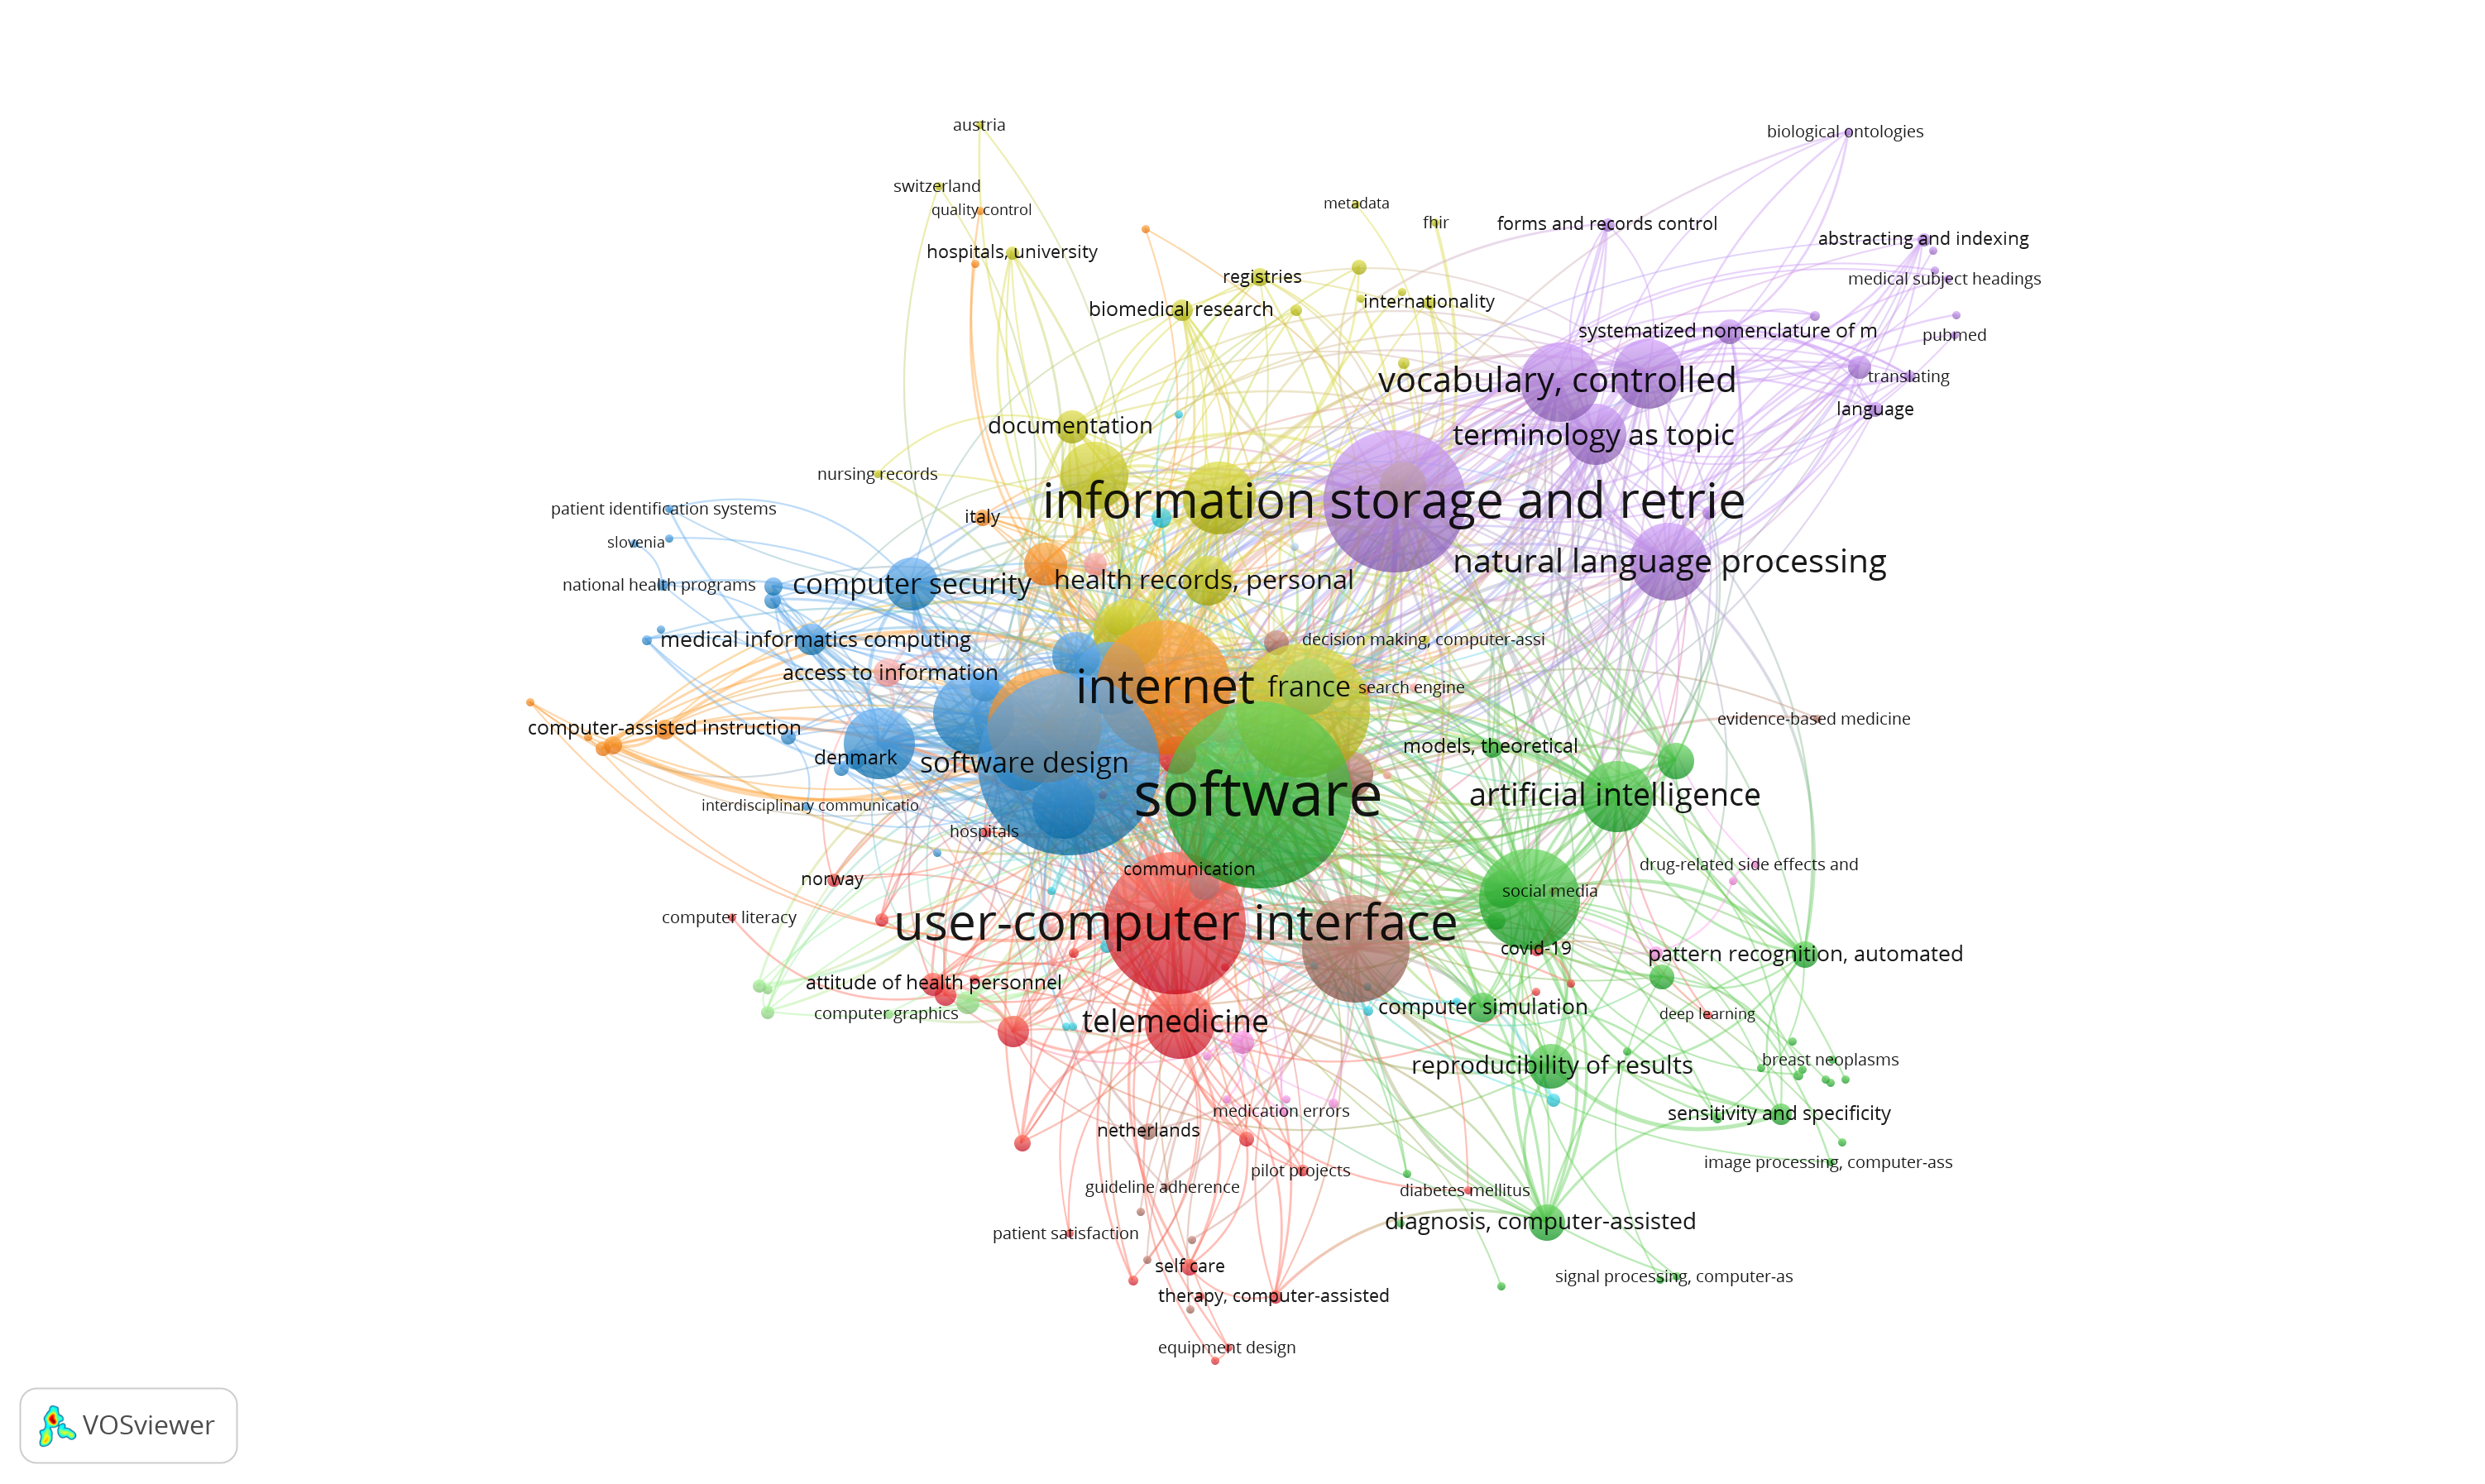 austria
biological ontologies
switzerland
quality control
metadata
fhir
forms and records control
abstracting and indexing
hospitals, university
registries
medical subject headings
biomedical research
internationality
systematized nomenclature of m
pubmed
vocabulary, controlled
translating
language
documentation
terminology as topic
nursing records
information storage and retrie
patient identification systems
italy
slovenia
natural language processing
national health programs
computer security
health records, personal
medical informatics computing
decision making, computer-assi
access to information
internet
france
search engine
evidence-based medicine
computer-assisted instruction
models, theoretical
denmark
software design
software
artificial intelligence
interdisciplinary communicatio
hospitals
communication
drug-related side effects and
norway
social media
computer literacy
user-computer interface
covid-19
pattern recognition, automated
attitude of health personnel
computer graphics
computer simulation
deep learning
telemedicine
breast neoplasms
reproducibility of results
medication errors
sensitivity and specificity
netherlands
image processing, computer-ass
pilot projects
guideline adherence
diabetes mellitus
diagnosis, computer-assisted
patient satisfaction
self care
signal processing, computer-as
therapy, computer-assisted
equipment design
VOSviewer